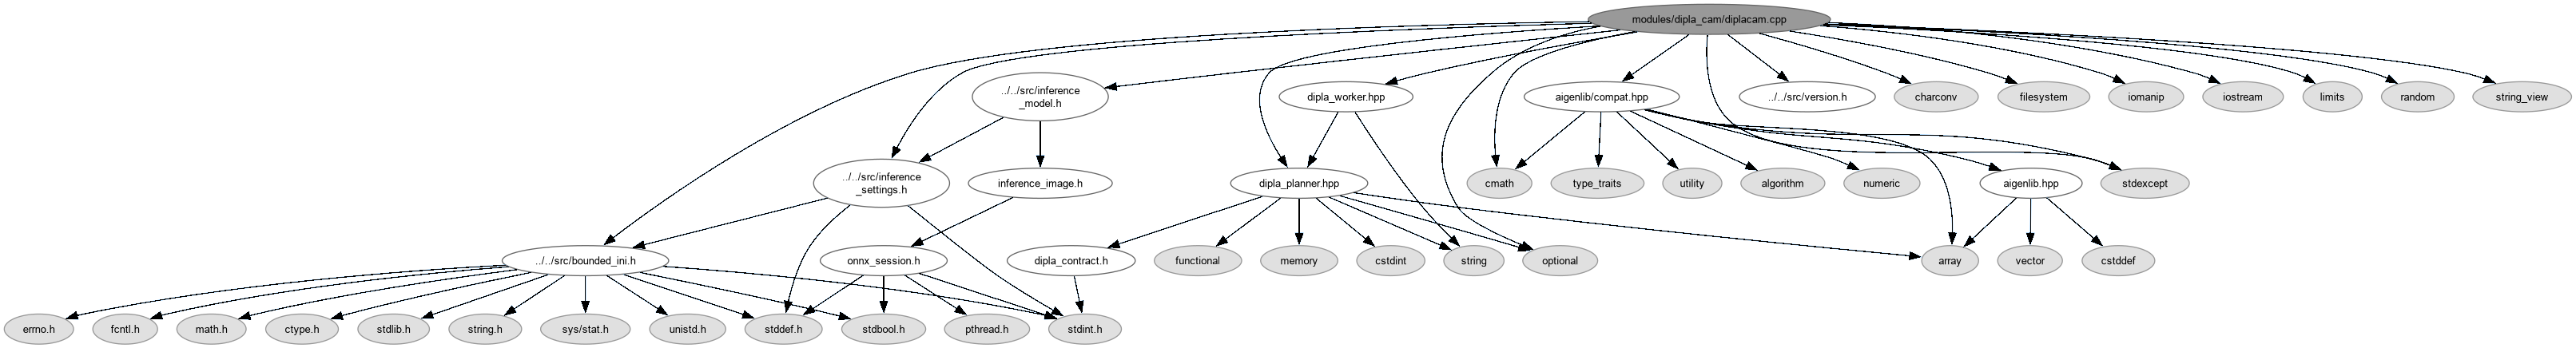 modules/dipla_cam/diplacam.cpp
../../src/inference
_model.h
dipla_worker.hpp
aigenlib/compat.hpp
../../src/version.h
charconv
filesystem
iomanip
iostream
limits
random
string_view
../../src/inference
_settings.h
inference_image.h
dipla_planner.hpp
cmath
type_traits
utility
algorithm
numeric
aigenlib.hpp
stdexcept
../../src/bounded_ini.h
onnx_session.h
dipla_contract.h
functional
memory
cstdint
string
optional
array
vector
cstddef
errno.h
fcntl.h
math.h
ctype.h
stdlib.h
string.h
sys/stat.h
unistd.h
stddef.h
stdbool.h
pthread.h
stdint.h